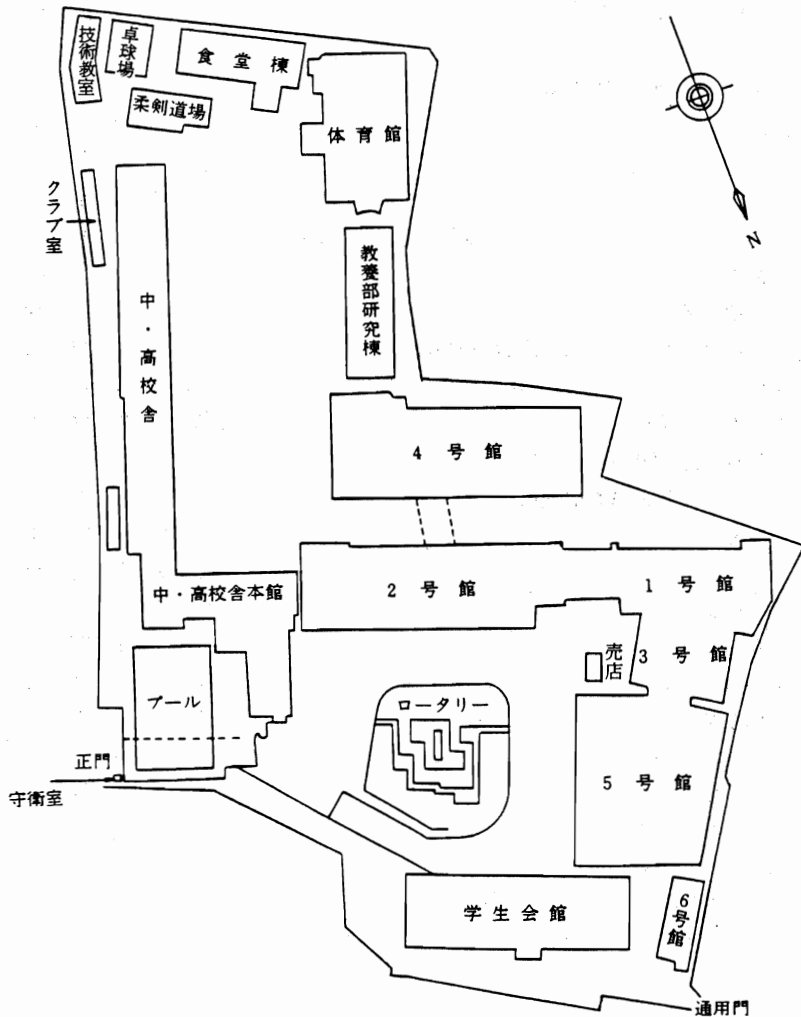 技術教室
卓球場
食堂棟
柔剣道場
体育館
N
クラブ室
教養部研究棟
中・高校舎
4号館
中・高校舎本館
2号館
1号館
売店
3号館
プール
ロータリー
正門
守衛室
5号館
学生会館
6号館
通用門